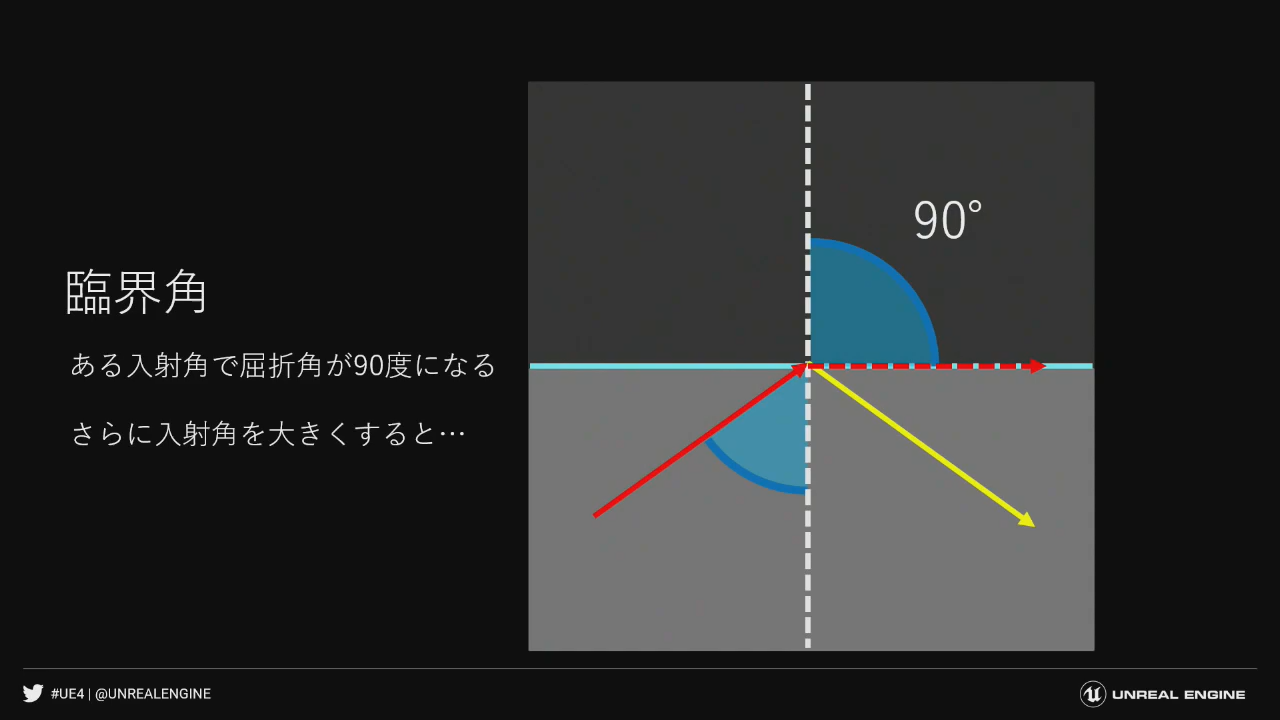 臨界角
ある入射角で屈折角が90度になる
さらに入射角を大きくすると…
90°
#UE4 | @UNREALENGINE
UNREAL ENGINE